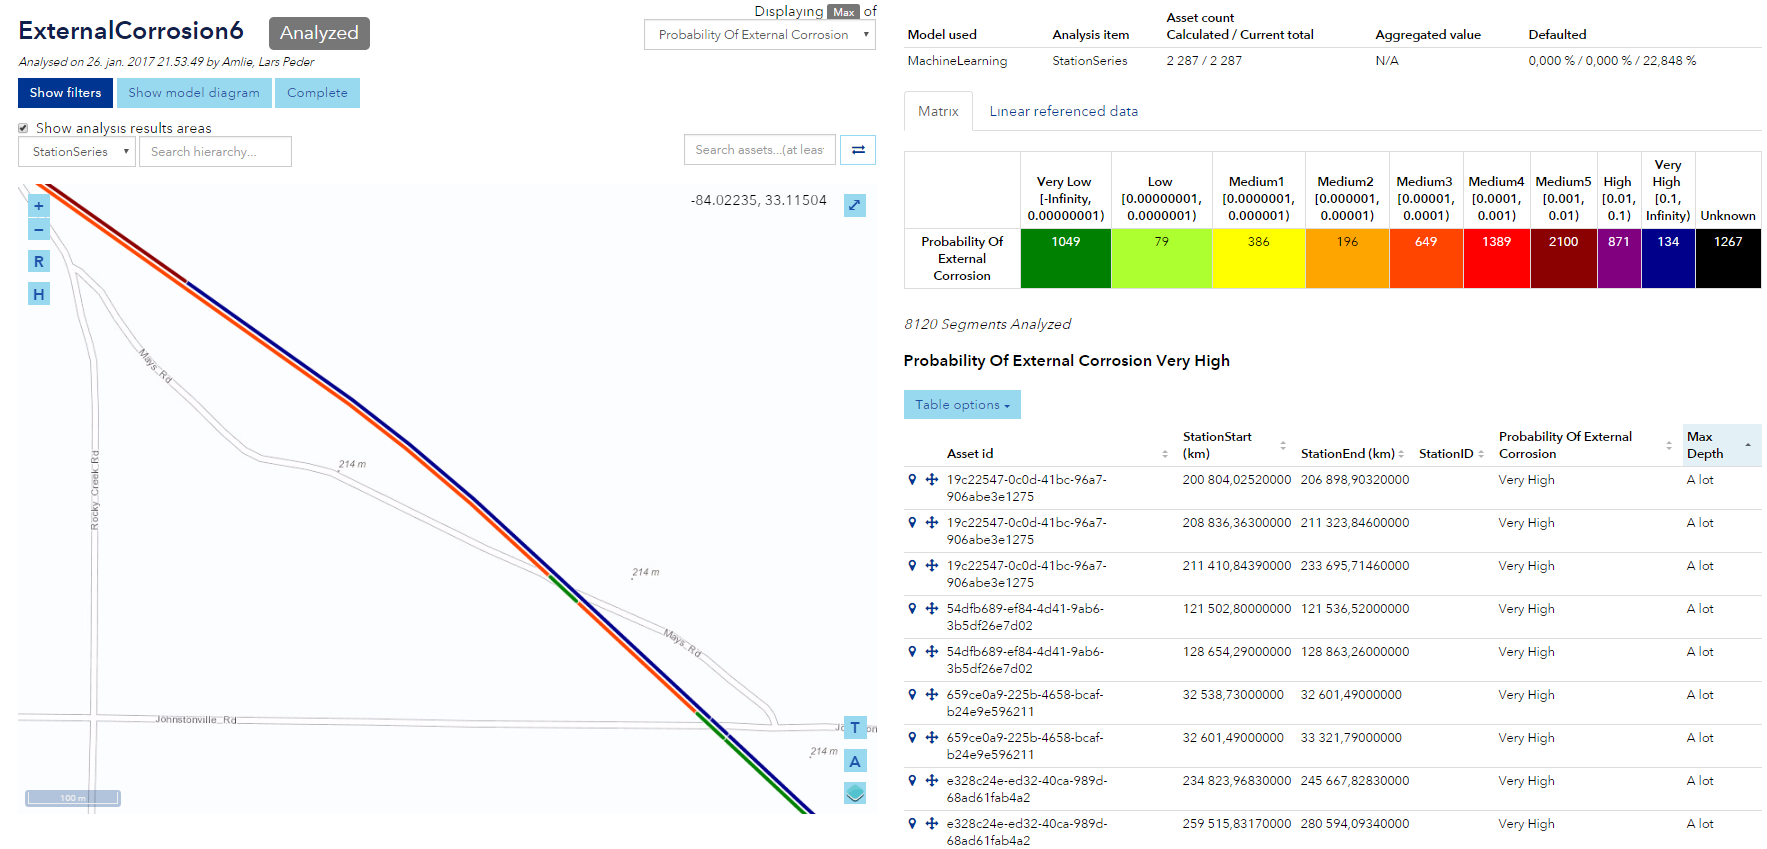 ExternalCorrosion6 Analyzed
Displaying Max of
Probability Of External Corrosion
Analysed on 26. jan. 2017 21.53.49 by Amlie, Lars Peder
Show filters Show model diagram Complete
Show analysis results areas
StationSeries Search hierarchy... Search assets...(at leas
-84.02235, 33.11504
+
−
R
H
Mays_Rd
214 m
Rocky_Creek_Rd
214 m
Mays_Rd
Johnstonville_Rd
T
214 m
A
100 m
Model used Analysis item Asset count Calculated / Current total Aggregated value Defaulted
MachineLearning StationSeries 2 287 / 2 287 N/A 0,000 % / 0,000 % / 22,848 %
Matrix Linear referenced data
Very Low [-Infinity, 0.00000001) Low [0.00000001, 0.0000001) Medium1 [0.0000001, 0.000001) Medium2 [0.000001, 0.00001) Medium3 [0.00001, 0.0001) Medium4 [0.0001, 0.001) Medium5 [0.001, 0.01) High [0.01, 0.1) Very High [0.1, Infinity) Unknown
Probability Of External Corrosion 1049 79 386 196 649 1389 2100 871 134 1267
8120 Segments Analyzed
Probability Of External Corrosion Very High
Table options
Asset id StationStart (km) StationEnd (km) StationID Probability Of External Corrosion Max Depth
19c22547-0c0d-41bc-96a7- 200 804,02520000 206 898,90320000 Very High A lot
906abe3e1275
19c22547-0c0d-41bc-96a7- 208 836,36300000 211 323,84600000 Very High A lot
906abe3e1275
19c22547-0c0d-41bc-96a7- 211 410,84390000 233 695,71460000 Very High A lot
906abe3e1275
54dfb689-ef84-4d41-9ab6- 121 502,80000000 121 536,52000000 Very High A lot
3b5df26e7d02
54dfb689-ef84-4d41-9ab6- 128 654,29000000 128 863,26000000 Very High A lot
3b5df26e7d02
659ce0a9-225b-4658-bcaf- 32 538,73000000 32 601,49000000 Very High A lot
b24e9e596211
659ce0a9-225b-4658-bcaf- 32 601,49000000 33 321,79000000 Very High A lot
b24e9e596211
e328c24e-ed32-40ca-989d- 234 823,96830000 245 667,82830000 Very High A lot
68ad61fab4a2
e328c24e-ed32-40ca-989d- 259 515,83170000 280 594,09340000 Very High A lot
68ad61fab4a2